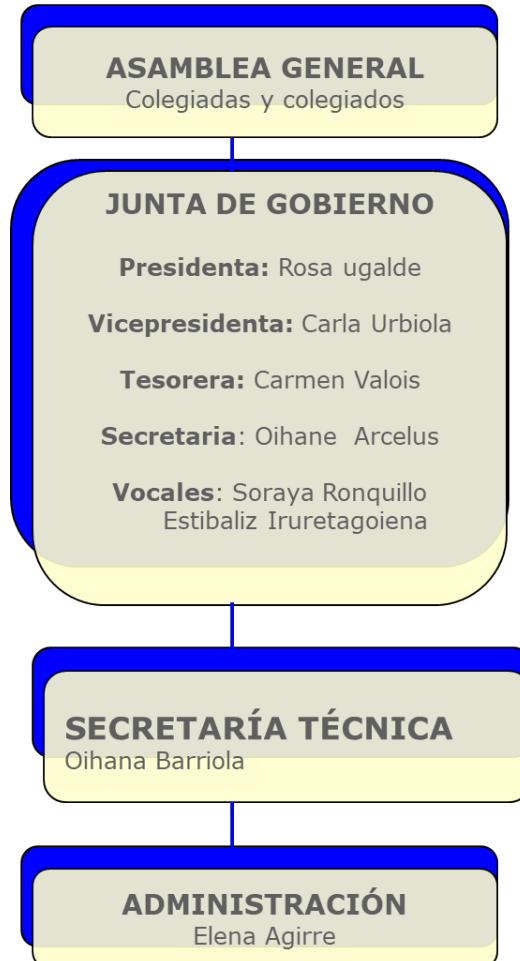 ASAMBLEA GENERAL
Colegiadas y colegiados
JUNTA DE GOBIERNO
Presidenta: Rosa ugalde
Vicepresidenta: Carla Urbiola
Tesorera: Carmen Valois
Secretaria: Oihane  Arcelus
Vocales: Soraya Ronquillo
Estibaliz Iruretagoiena
SECRETARÍA TÉCNICA
Oihana Barriola
ADMINISTRACIÓN
Elena Agirre